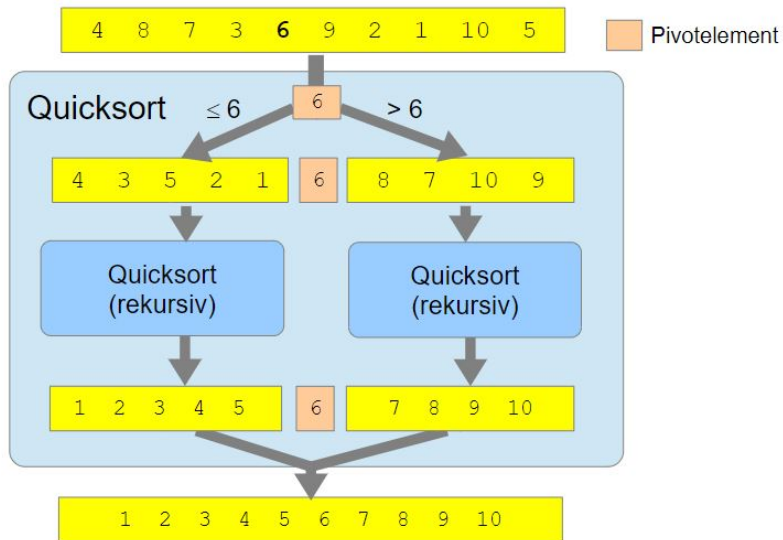 4 8 7 3 6 9 2 1 10 5
Pivotelement
Quicksort
≤ 6
6
> 6
4 3 5 2 1
6
8 7 10 9
Quicksort
(rekursiv)
Quicksort
(rekursiv)
1 2 3 4 5
6
7 8 9 10
1 2 3 4 5 6 7 8 9 10